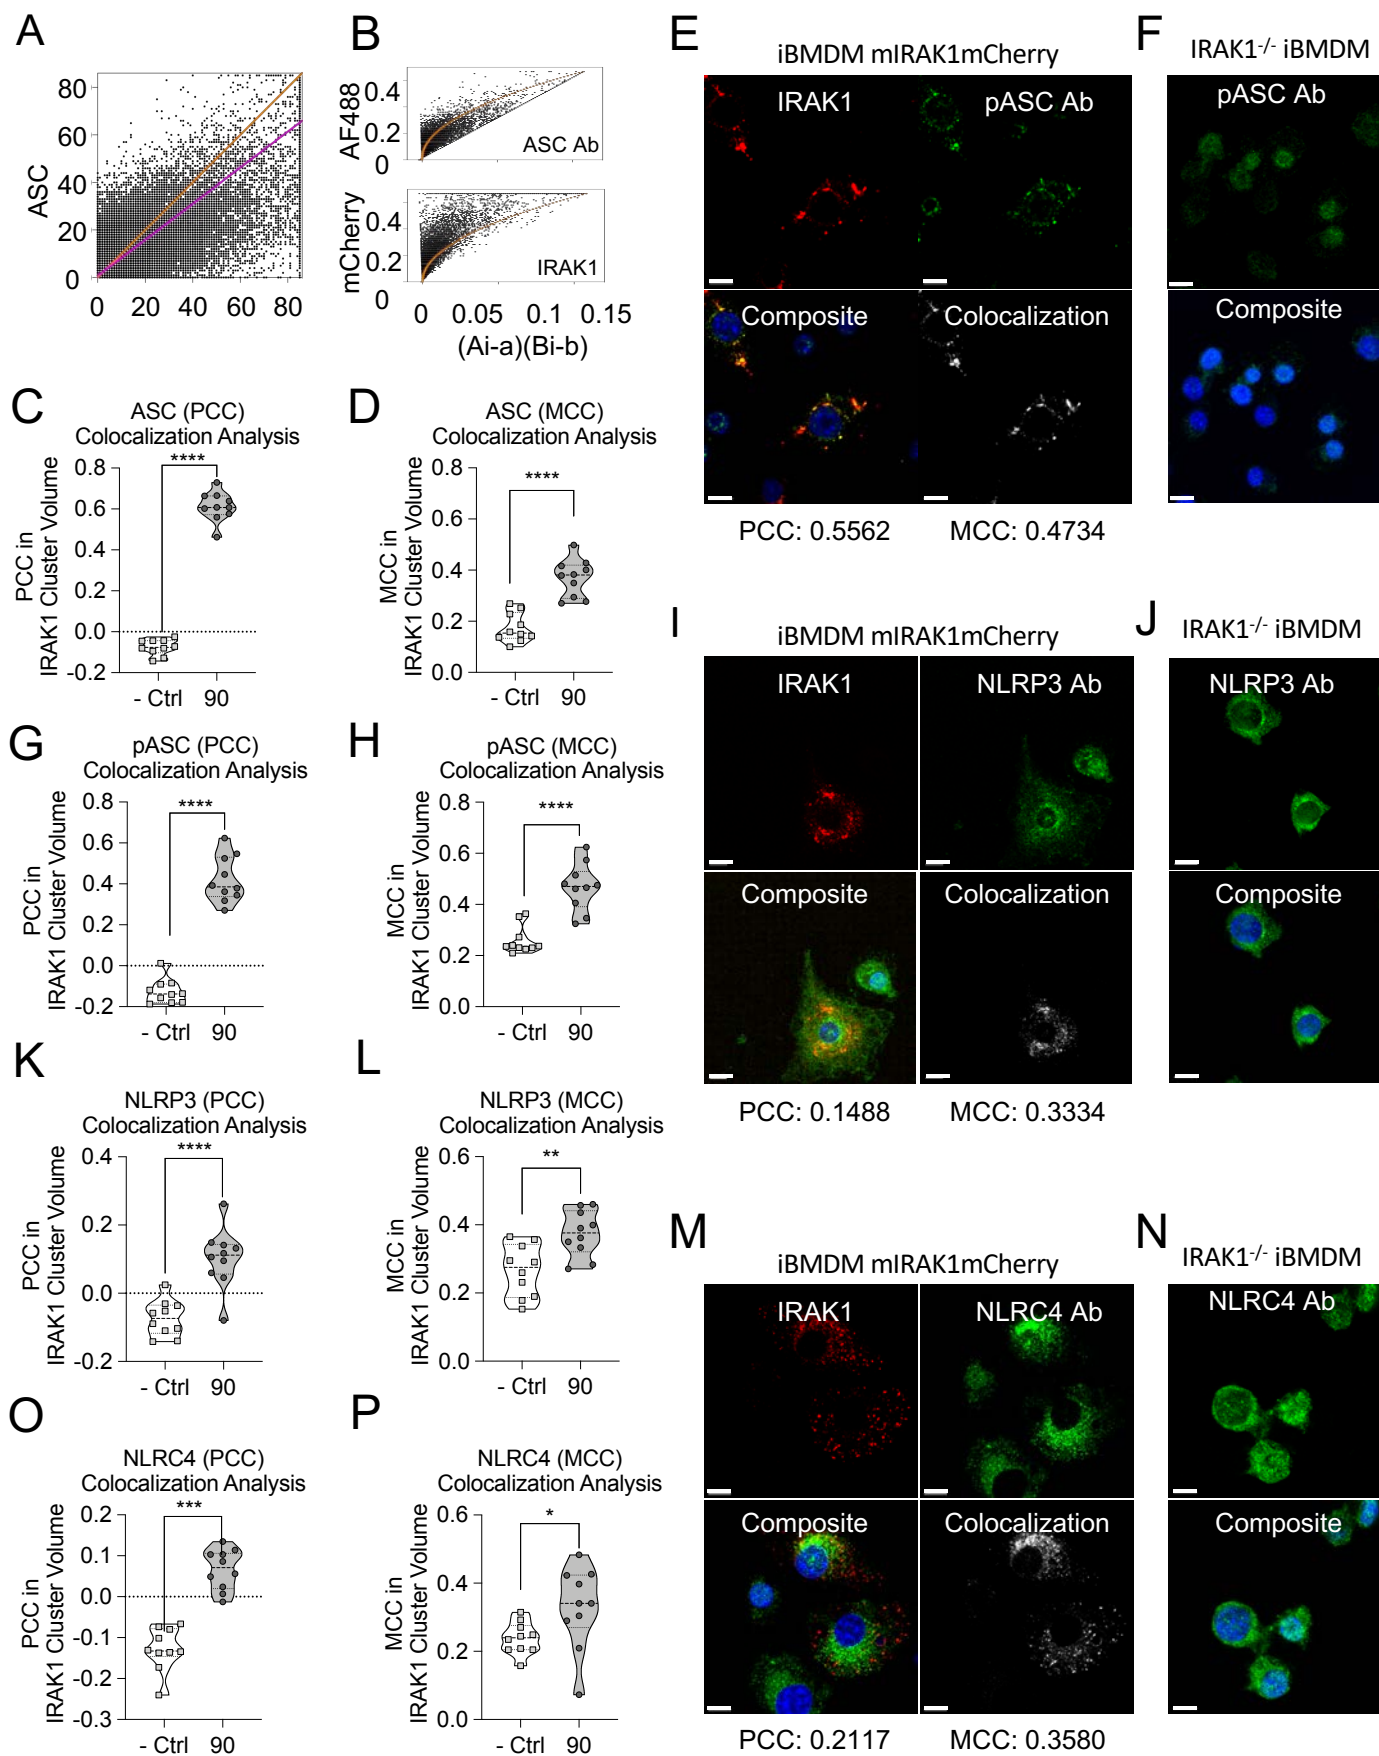 A
ASC
80
60
40
20
0
0 20 40 60 80
B
AF488
0.4
0.2
0
ASC Ab
mCherry
0.4
0.2
0
IRAK1
0 0.05 0.10 0.15
(Ai-a)(Bi-b)
C
ASC (PCC)
Colocalization Analysis
****
PCC in
IRAK1 Cluster Volume
0.8
0.6
0.4
0.2
0.0
-0.2
- Ctrl 90
D
ASC (MCC)
Colocalization Analysis
****
MCC in
IRAK1 Cluster Volume
0.8
0.6
0.4
0.2
0.0
- Ctrl 90
E
iBMDM mIRAK1mCherry
IRAK1
pASC Ab
Composite
Colocalization
PCC: 0.5562
MCC: 0.4734
F
IRAK1-/- iBMDM
pASC Ab
Composite
G
pASC (PCC)
Colocalization Analysis
****
PCC in
IRAK1 Cluster Volume
0.8
0.6
0.4
0.2
0.0
-0.2
- Ctrl 90
H
pASC (MCC)
Colocalization Analysis
****
MCC in
IRAK1 Cluster Volume
0.8
0.6
0.4
0.2
0.0
- Ctrl 90
I
iBMDM mIRAK1mCherry
IRAK1
NLRP3 Ab
Composite
Colocalization
PCC: 0.1488
MCC: 0.3334
J
IRAK1-/- iBMDM
NLRP3 Ab
Composite
K
NLRP3 (PCC)
Colocalization Analysis
****
PCC in
IRAK1 Cluster Volume
0.4
0.2
0.0
-0.2
- Ctrl 90
L
NLRP3 (MCC)
Colocalization Analysis
**
MCC in
IRAK1 Cluster Volume
0.6
0.4
0.2
0.0
- Ctrl 90
M
iBMDM mIRAK1mCherry
IRAK1
NLRC4 Ab
Composite
Colocalization
PCC: 0.2117
MCC: 0.3580
N
IRAK1-/- iBMDM
NLRC4 Ab
Composite
O
NLRC4 (PCC)
Colocalization Analysis
***
PCC in
IRAK1 Cluster Volume
0.2
0.1
0.0
-0.1
-0.2
-0.3
- Ctrl 90
P
NLRC4 (MCC)
Colocalization Analysis
*
MCC in
IRAK1 Cluster Volume
0.6
0.4
0.2
0.0
- Ctrl 90